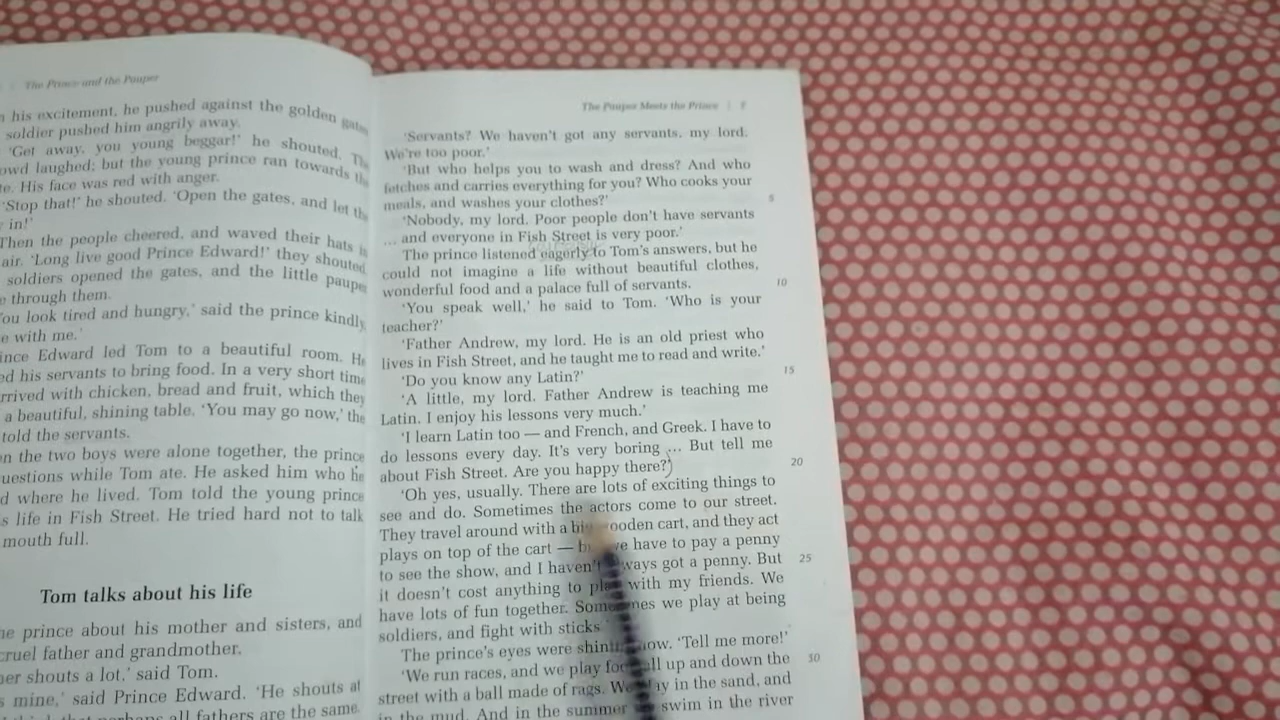 The Prince and the Pauper
his excitement, he pushed against the golden gates
soldier pushed him angrily away.
'Get away, you young beggar!' he shouted. The
owd laughed; but the young prince ran towards the
te. His face was red with anger.
'Stop that!' he shouted. 'Open the gates, and let the
in!'
Then the people cheered, and waved their hats in
air. 'Long live good Prince Edward!' they shouted
soldiers opened the gates, and the little pauper
through them.
ou look tired and hungry,' said the prince kindly.
e with me.'
ince Edward led Tom to a beautiful room. He
ed his servants to bring food. In a very short time
rrived with chicken, bread and fruit, which they
a beautiful, shining table. 'You may go now,' the
told the servants.
n the two boys were alone together, the prince
uestions while Tom ate. He asked him who he
d where he lived. Tom told the young prince
s life in Fish Street. He tried hard not to talk
mouth full.
Tom talks about his life
he prince about his mother and sisters, and
cruel father and grandmother.
er shouts a lot,' said Tom.
s mine,' said Prince Edward. 'He shouts at
that perhaps all fathers are the same.
The Pauper Meets the Prince |
'Servants? We haven't got any servants, my lord.
We're too poor.'
'But who helps you to wash and dress? And who
fetches and carries everything for you? Who cooks your
meals, and washes your clothes?' 5
'Nobody, my lord. Poor people don't have servants
... and everyone in Fish Street is very poor.'
The prince listened eagerly to Tom's answers, but he
could not imagine a life without beautiful clothes,
wonderful food and a palace full of servants. 10
'You speak well,' he said to Tom. 'Who is your
teacher?'
'Father Andrew, my lord. He is an old priest who
lives in Fish Street, and he taught me to read and write.'
'Do you know any Latin?' 15
'A little, my lord. Father Andrew is teaching me
Latin. I enjoy his lessons very much.'
'I learn Latin too — and French, and Greek. I have to
do lessons every day. It's very boring ... But tell me
about Fish Street. Are you happy there?' 20
'Oh yes, usually. There are lots of exciting things to
see and do. Sometimes the actors come to our street.
They travel around with a big wooden cart, and they act
plays on top of the cart — but we have to pay a penny
to see the show, and I haven't always got a penny. But 25
it doesn't cost anything to play with my friends. We
have lots of fun together. Sometimes we play at being
soldiers, and fight with sticks.'
The prince's eyes were shining now. 'Tell me more!'
'We run races, and we play football up and down the 30
street with a ball made of rags. We play in the sand, and
in the mud. And in the summer we swim in the river